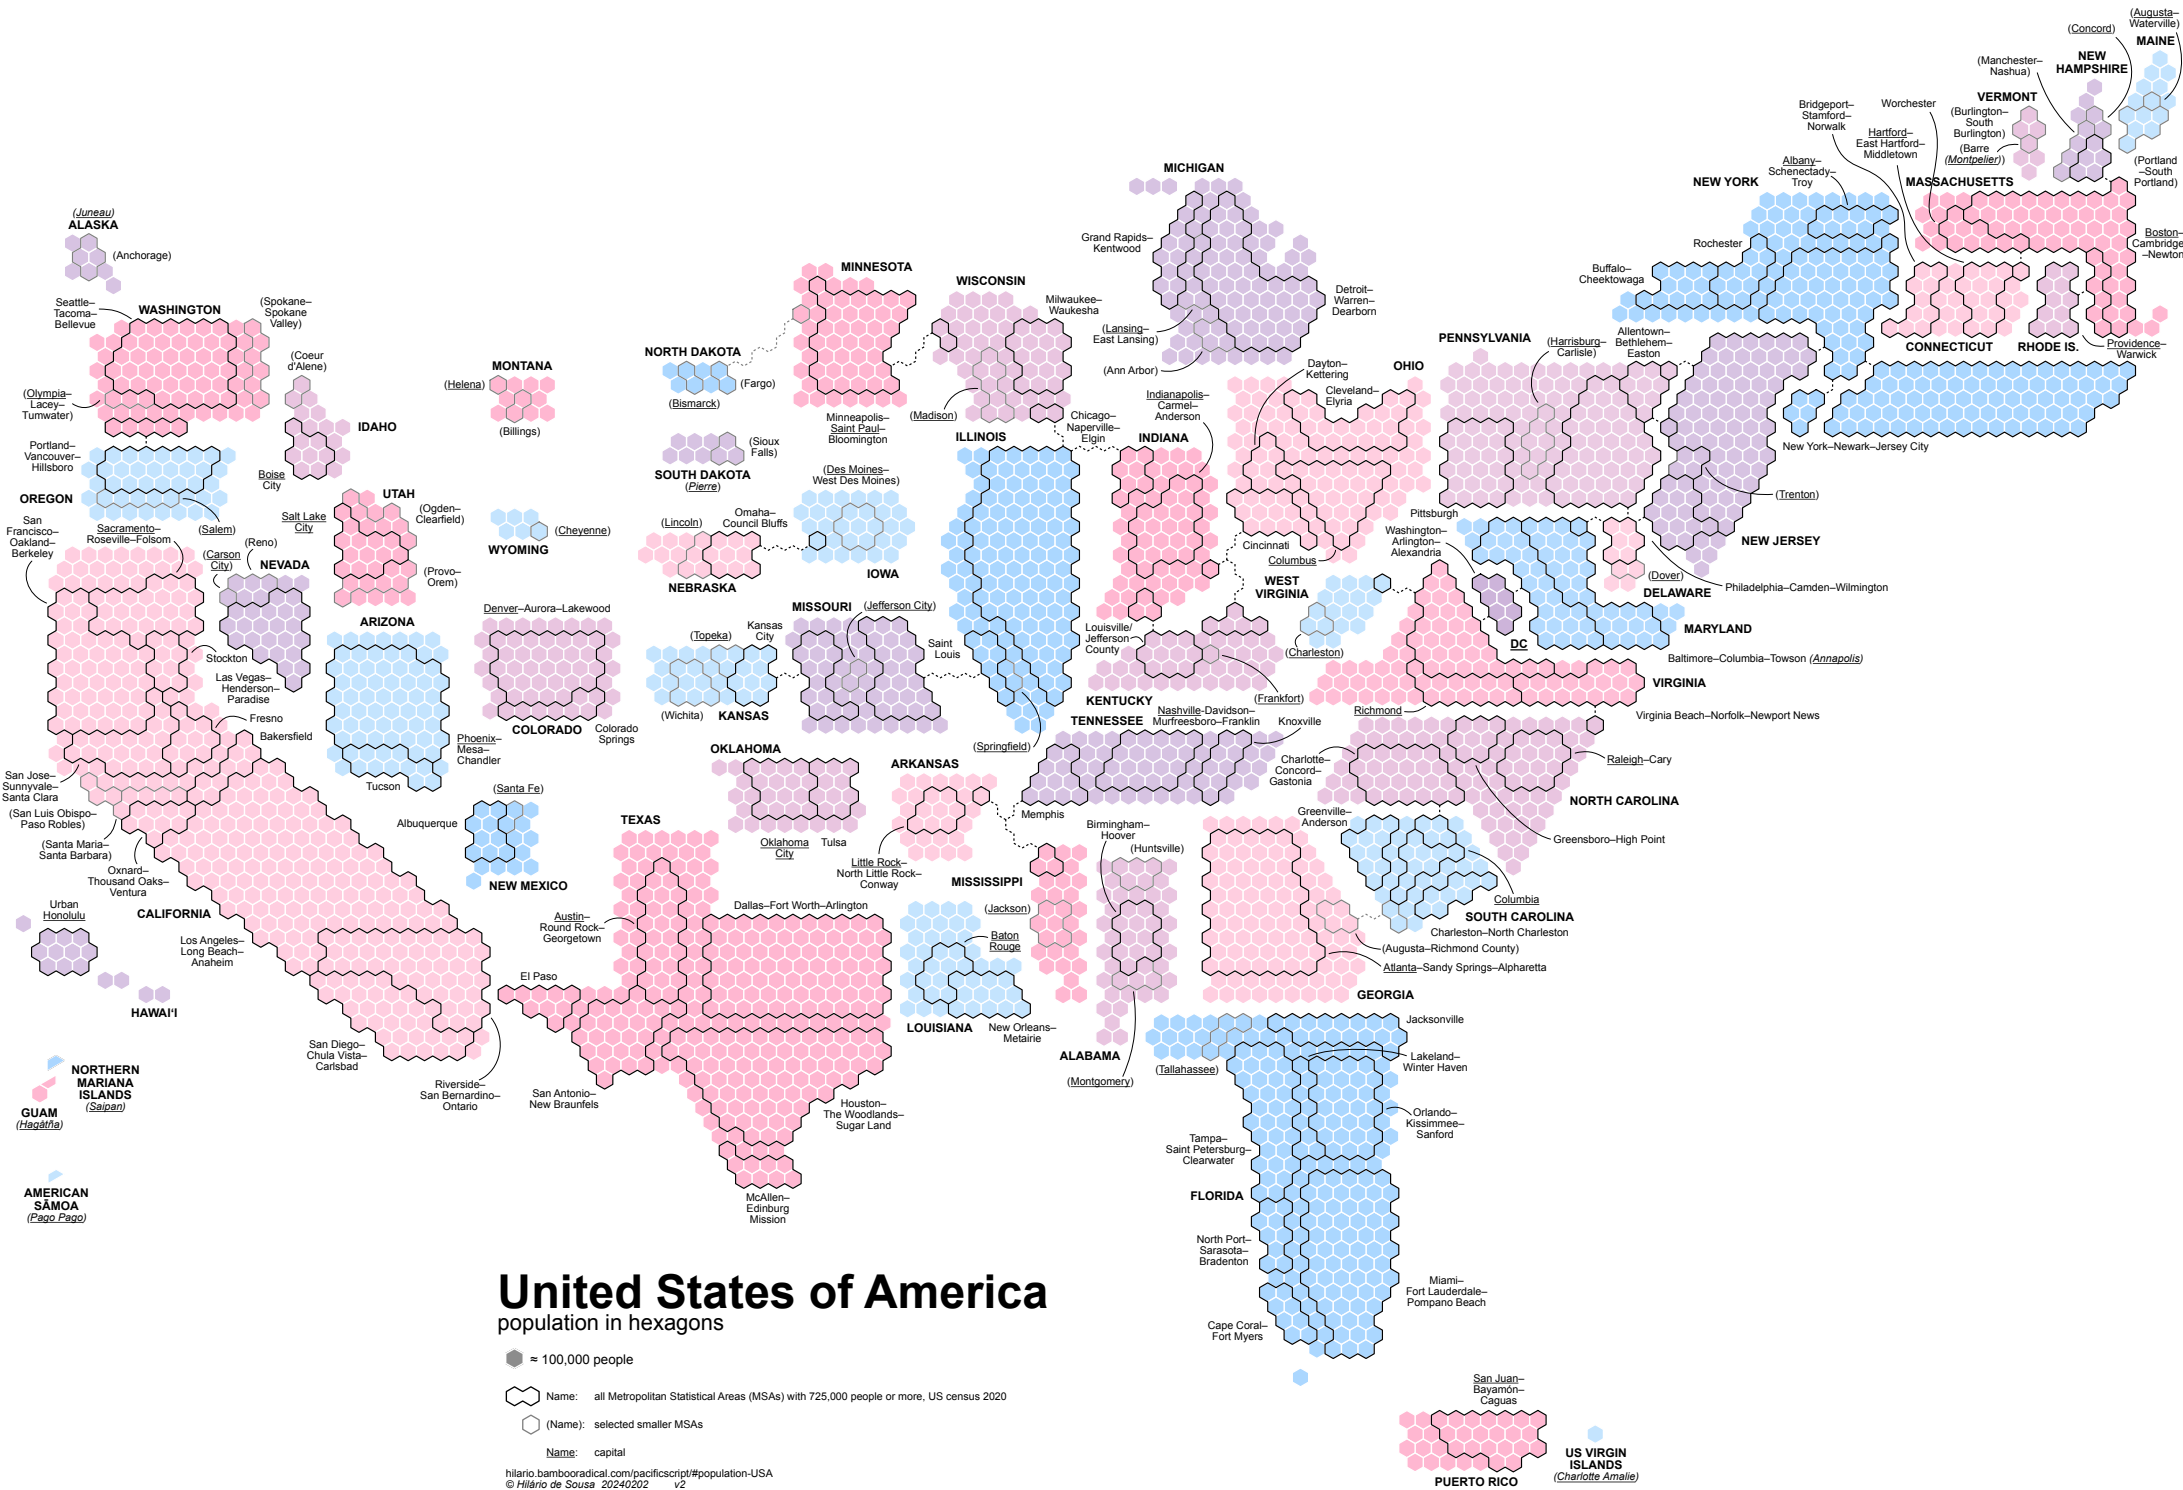 (Augusta–
Waterville)
MAINE
(Concord)
NEW
HAMPSHIRE
(Manchester–
Nashua)
VERMONT
(Burlington–
South
Burlington)
(Barre
(Montpelier))
(Portland
–South
Portland)
Bridgeport–
Stamford–
Norwalk
Worchester
Hartford–
East Hartford–
Middletown
Albany–
Schenectady–
Troy
NEW YORK
MASSACHUSETTS
Boston–
Cambridge
–Newton
Rochester
Buffalo–
Cheektowaga
CONNECTICUT
RHODE IS.
Providence–
Warwick
New York–Newark–Jersey City
MICHIGAN
Grand Rapids–
Kentwood
Detroit–
Warren–
Dearborn
(Lansing–
East Lansing)
(Ann Arbor)
(Juneau)
ALASKA
(Anchorage)
Seattle–
Tacoma–
Bellevue
WASHINGTON
(Spokane–
Spokane
Valley)
(Olympia–
Lacey–
Tumwater)
(Coeur
d'Alene)
IDAHO
Boise
City
Portland–
Vancouver–
Hillsboro
OREGON
(Salem)
MONTANA
(Helena)
(Billings)
NORTH DAKOTA
(Fargo)
(Bismarck)
SOUTH DAKOTA
(Pierre)
(Sioux
Falls)
MINNESOTA
Minneapolis–
Saint Paul–
Bloomington
WISCONSIN
Milwaukee–
Waukesha
(Madison)
Chicago–
Naperville–
Elgin
ILLINOIS
INDIANA
Indianapolis–
Carmel–
Anderson
Dayton–
Kettering
Cleveland–
Elyria
OHIO
Cincinnati
Columbus
PENNSYLVANIA
(Harrisburg–
Carlisle)
Allentown–
Bethlehem–
Easton
Pittsburgh
(Trenton)
NEW JERSEY
Philadelphia–Camden–Wilmington
(Dover)
DELAWARE
MARYLAND
Baltimore–Columbia–Towson (Annapolis)
Washington–
Arlington–
Alexandria
DC
WEST
VIRGINIA
(Charleston)
VIRGINIA
Richmond
Virginia Beach–Norfolk–Newport News
San
Francisco–
Oakland–
Berkeley
Sacramento–
Roseville–Folsom
(Carson
City)
(Reno)
NEVADA
Stockton
Las Vegas–
Henderson–
Paradise
Fresno
Bakersfield
San Jose–
Sunnyvale–
Santa Clara
(San Luis Obispo–
Paso Robles)
(Santa Maria–
Santa Barbara)
Oxnard–
Thousand Oaks–
Ventura
CALIFORNIA
Los Angeles–
Long Beach–
Anaheim
San Diego–
Chula Vista–
Carlsbad
Riverside–
San Bernardino–
Ontario
UTAH
Salt Lake
City
(Ogden–
Clearfield)
(Provo–
Orem)
WYOMING
(Cheyenne)
ARIZONA
Phoenix–
Mesa–
Chandler
Tucson
Denver–Aurora–Lakewood
COLORADO
Colorado
Springs
(Lincoln)
Omaha–
Council Bluffs
NEBRASKA
(Des Moines–
West Des Moines)
IOWA
(Topeka)
Kansas
City
(Wichita)
KANSAS
MISSOURI
(Jefferson City)
Saint
Louis
(Springfield)
Louisville/
Jefferson
County
KENTUCKY
(Frankfort)
TENNESSEE
Nashville-Davidson–
Murfreesboro–Franklin
Knoxville
Memphis
Charlotte–
Concord–
Gastonia
Raleigh–Cary
NORTH CAROLINA
Greensboro–High Point
Greenville–
Anderson
Columbia
SOUTH CAROLINA
Charleston–North Charleston
(Augusta–Richmond County)
Atlanta–Sandy Springs–Alpharetta
GEORGIA
(Santa Fe)
Albuquerque
NEW MEXICO
OKLAHOMA
Oklahoma
City
Tulsa
ARKANSAS
Little Rock–
North Little Rock–
Conway
MISSISSIPPI
(Jackson)
Birmingham–
Hoover
(Huntsville)
ALABAMA
(Montgomery)
TEXAS
Austin–
Round Rock–
Georgetown
Dallas–Fort Worth–Arlington
El Paso
San Antonio–
New Braunfels
Houston–
The Woodlands–
Sugar Land
McAllen–
Edinburg
Mission
Baton
Rouge
LOUISIANA
New Orleans–
Metairie
(Tallahassee)
Jacksonville
Lakeland–
Winter Haven
Orlando–
Kissimmee–
Sanford
Tampa–
Saint Petersburg–
Clearwater
FLORIDA
North Port–
Sarasota–
Bradenton
Miami–
Fort Lauderdale–
Pompano Beach
Cape Coral–
Fort Myers
Urban
Honolulu
HAWAI‘I
NORTHERN
MARIANA
ISLANDS
(Saipan)
GUAM
(Hagåtña)
AMERICAN
SĀMOA
(Pago Pago)
San Juan–
Bayamón–
Caguas
PUERTO RICO
US VIRGIN
ISLANDS
(Charlotte Amalie)
United States of America
population in hexagons
≈ 100,000 people
Name: all Metropolitan Statistical Areas (MSAs) with 725,000 people or more, US census 2020
(Name): selected smaller MSAs
Name: capital
hilario.bambooradical.com/pacificscript/#population-USA
© Hilário de Sousa 20240202 v2